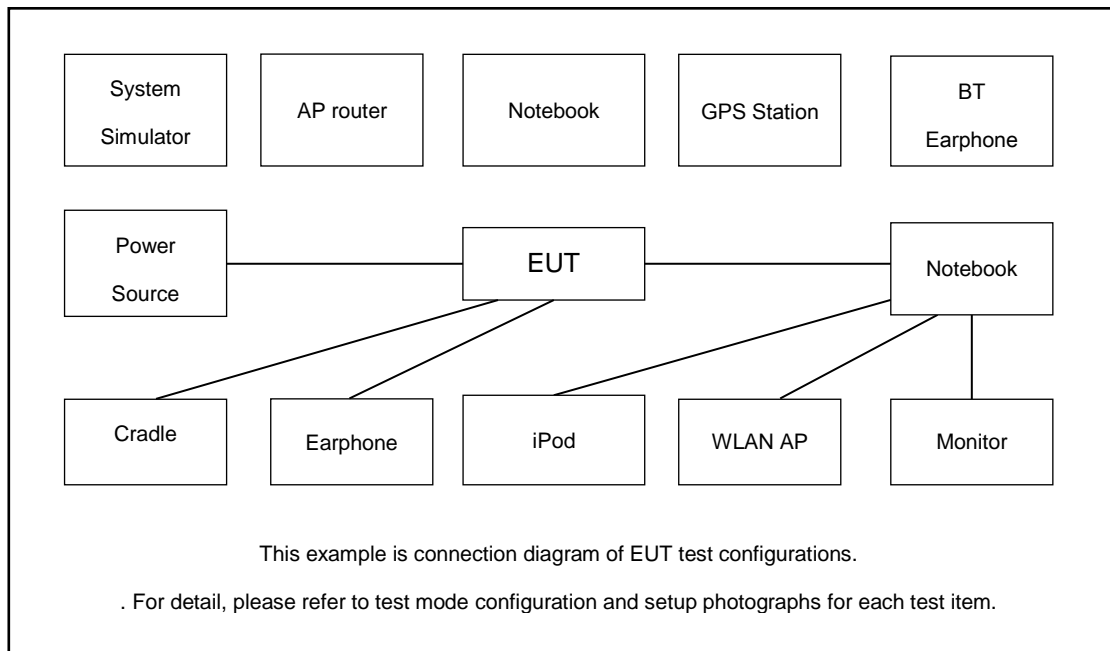 System
Simulator
AP router
Notebook
GPS Station
BT
Earphone
Power
Source
EUT
Notebook
Cradle
Earphone
iPod
WLAN AP
Monitor
This example is connection diagram of EUT test configurations.
. For detail, please refer to test mode configuration and setup photographs for each test item.